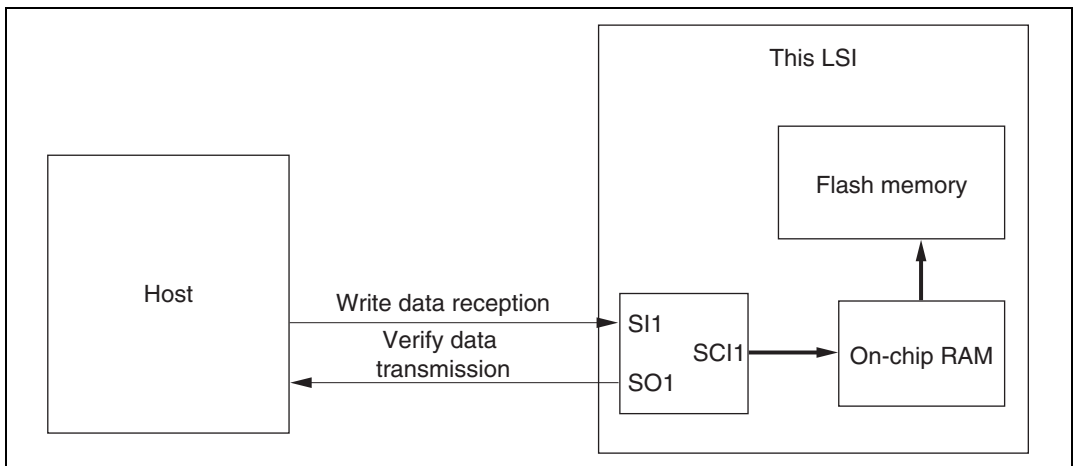 This LSI
Flash memory
Host
Write data reception
SI1
Verify data
transmission
SCI1
On-chip RAM
SO1